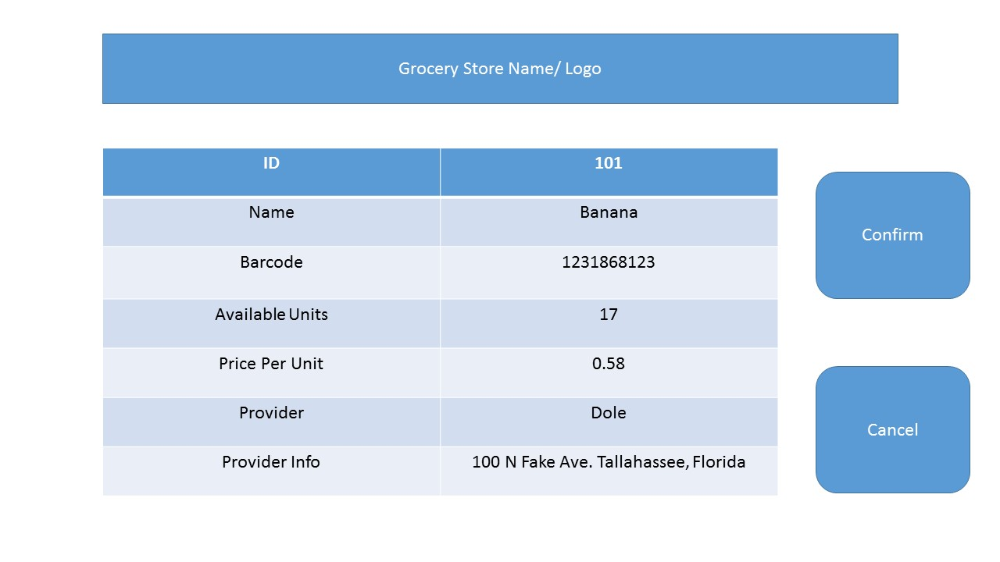 Grocery Store Name/ Logo
ID 101
Name Banana
Barcode 1231868123
Available Units 17
Price Per Unit 0.58
Provider Dole
Provider Info 100 N Fake Ave. Tallahassee, Florida
Confirm
Cancel